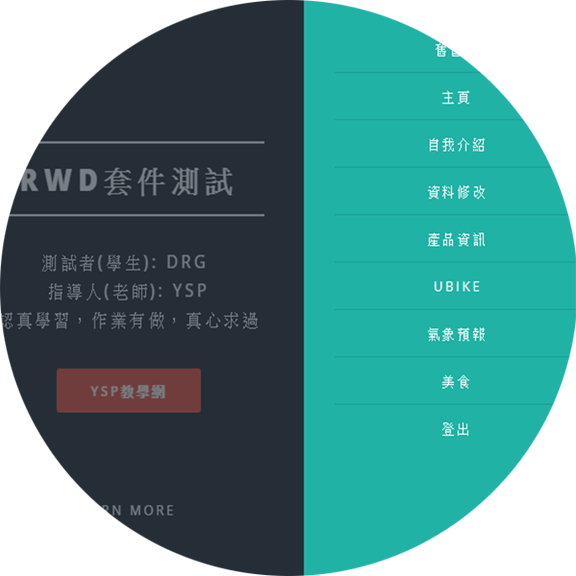 RWD套件測試
測試者(學生): DRG
指導人(老師): YSP
認真學習，作業有做，真心求過
YSP教學網
RN MORE
主頁
自我介紹
資料修改
產品資訊
UBIKE
氣象預報
美食
登出